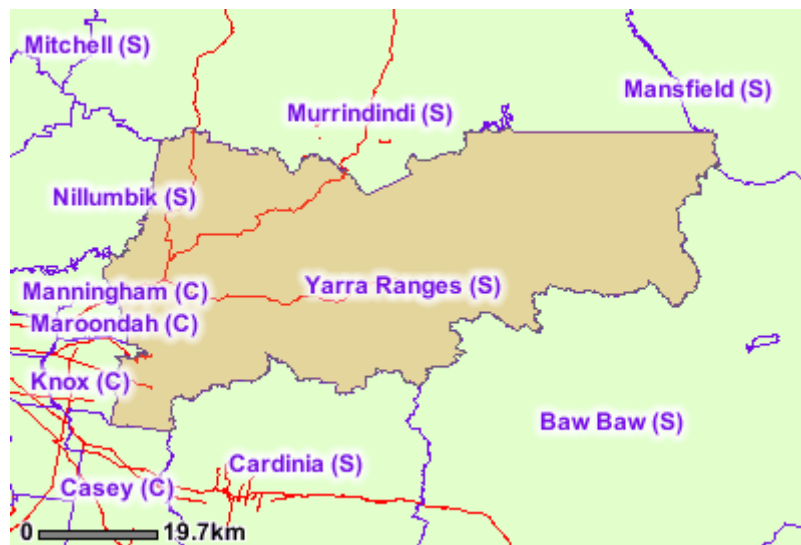 Mitchell (S)
Mansfield (S)
Murrindindi (S)
Nillumbik (S)
Yarra Ranges (S)
Manningham (C)
Maroondah (C)
Knox (C)
Baw Baw (S)
Cardinia (S)
Casey (C)
0 19.7km